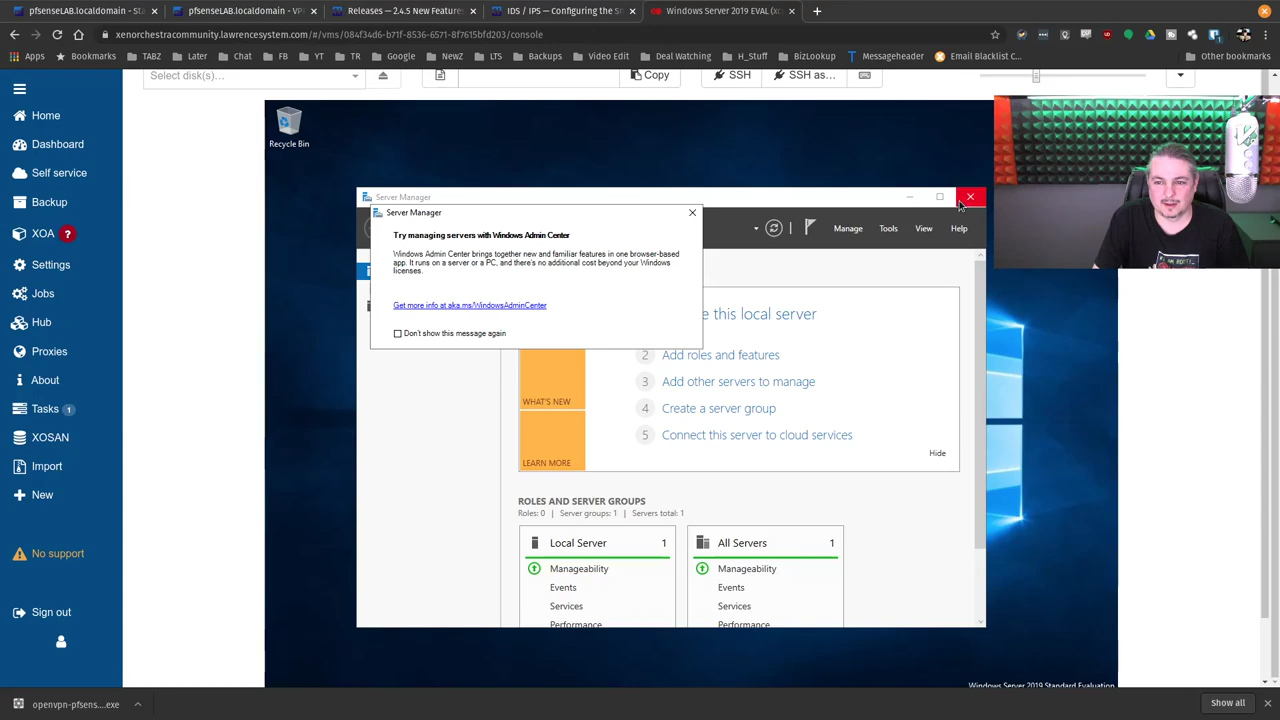 pfsenseLAB.localdomain - Sta
pfsenseLAB.localdomain - VPN
Releases — 2.4.5 New Features
IDS / IPS — Configuring the Sn
Windows Server 2019 EVAL (xc
xenorchestracommunity.lawrencesystem.com/#/vms/084f34d6-b71f-8536-6571-8f7615bfd203/console
Apps
Bookmarks
TABZ
Later
Chat
FB
TR
Google
NewZ
LTS
Backups
Video Edit
Deal Watching
H_Stuff
BizLookup
Messageheader
Email Blacklist C...
Other bookmarks
Select disk(s)...
Copy
SSH
SSH as...
Home
Dashboard
Self service
Backup
XOA ?
Settings
Jobs
Hub
Proxies
About
Tasks 1
XOSAN
Import
New
No support
Sign out
Recycle Bin
Server Manager
Manage
Tools
View
Help
Server Manager
Try managing servers with Windows Admin Center
Windows Admin Center brings together new and familiar features in one browser-based
app. It runs on a server or a PC, and there's no additional cost beyond your Windows
licenses.
Get more info at aka.ms/WindowsAdminCenter
Don't show this message again
e this local server
2 Add roles and features
3 Add other servers to manage
4 Create a server group
5 Connect this server to cloud services
WHAT'S NEW
LEARN MORE
Hide
ROLES AND SERVER GROUPS
Roles: 0 | Server groups: 1 | Servers total: 1
Local Server 1
Manageability
Events
Services
Performance
All Servers 1
Manageability
Events
Services
Performance
Windows Server 2019 Standard Evaluation
openvpn-pfsens....exe
Show all